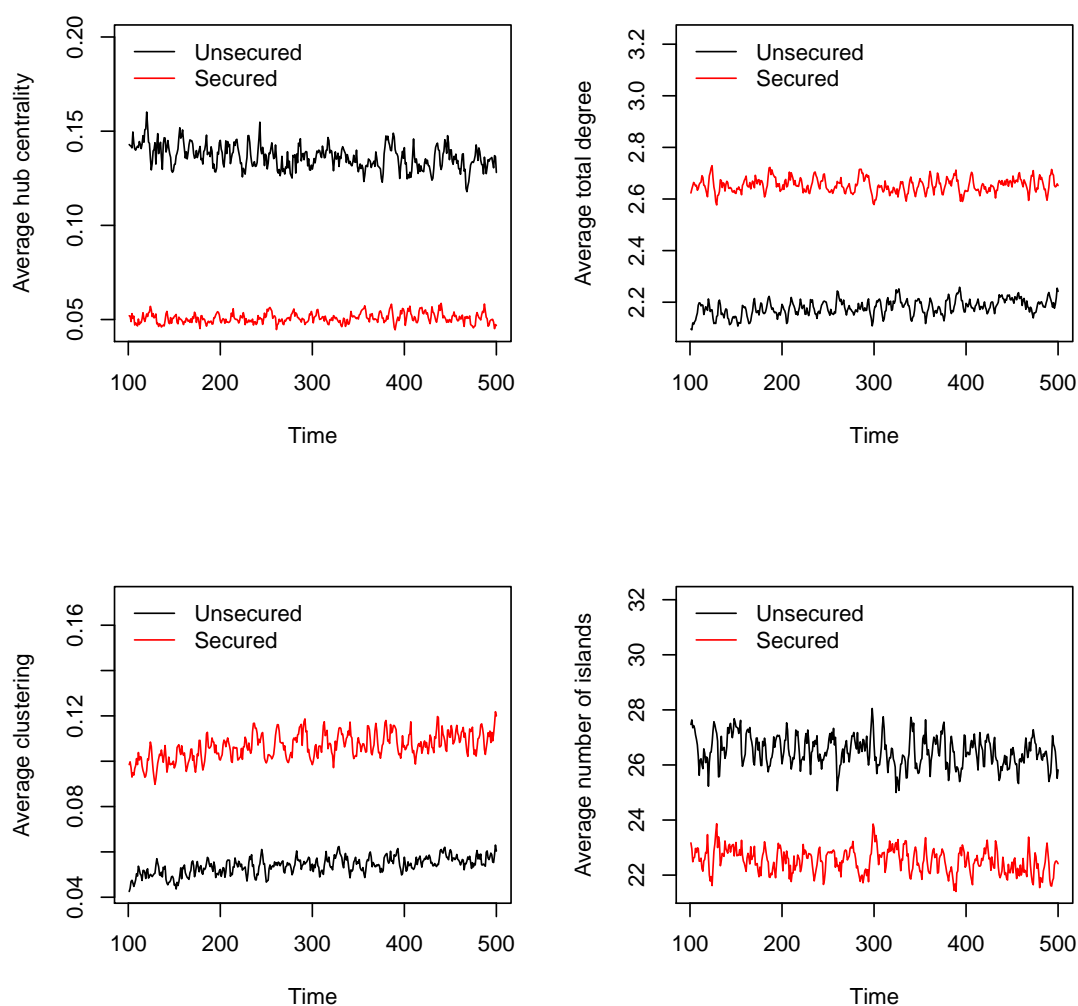 Average hub centrality
0.20
0.15
0.10
0.05
Unsecured
Secured
100 200 300 400 500
Time
Average total degree
3.2
3.0
2.8
2.6
2.4
2.2
Unsecured
Secured
100 200 300 400 500
Time
Average clustering
0.16
0.12
0.08
0.04
Unsecured
Secured
100 200 300 400 500
Time
Average number of islands
32
30
28
26
24
22
Unsecured
Secured
100 200 300 400 500
Time